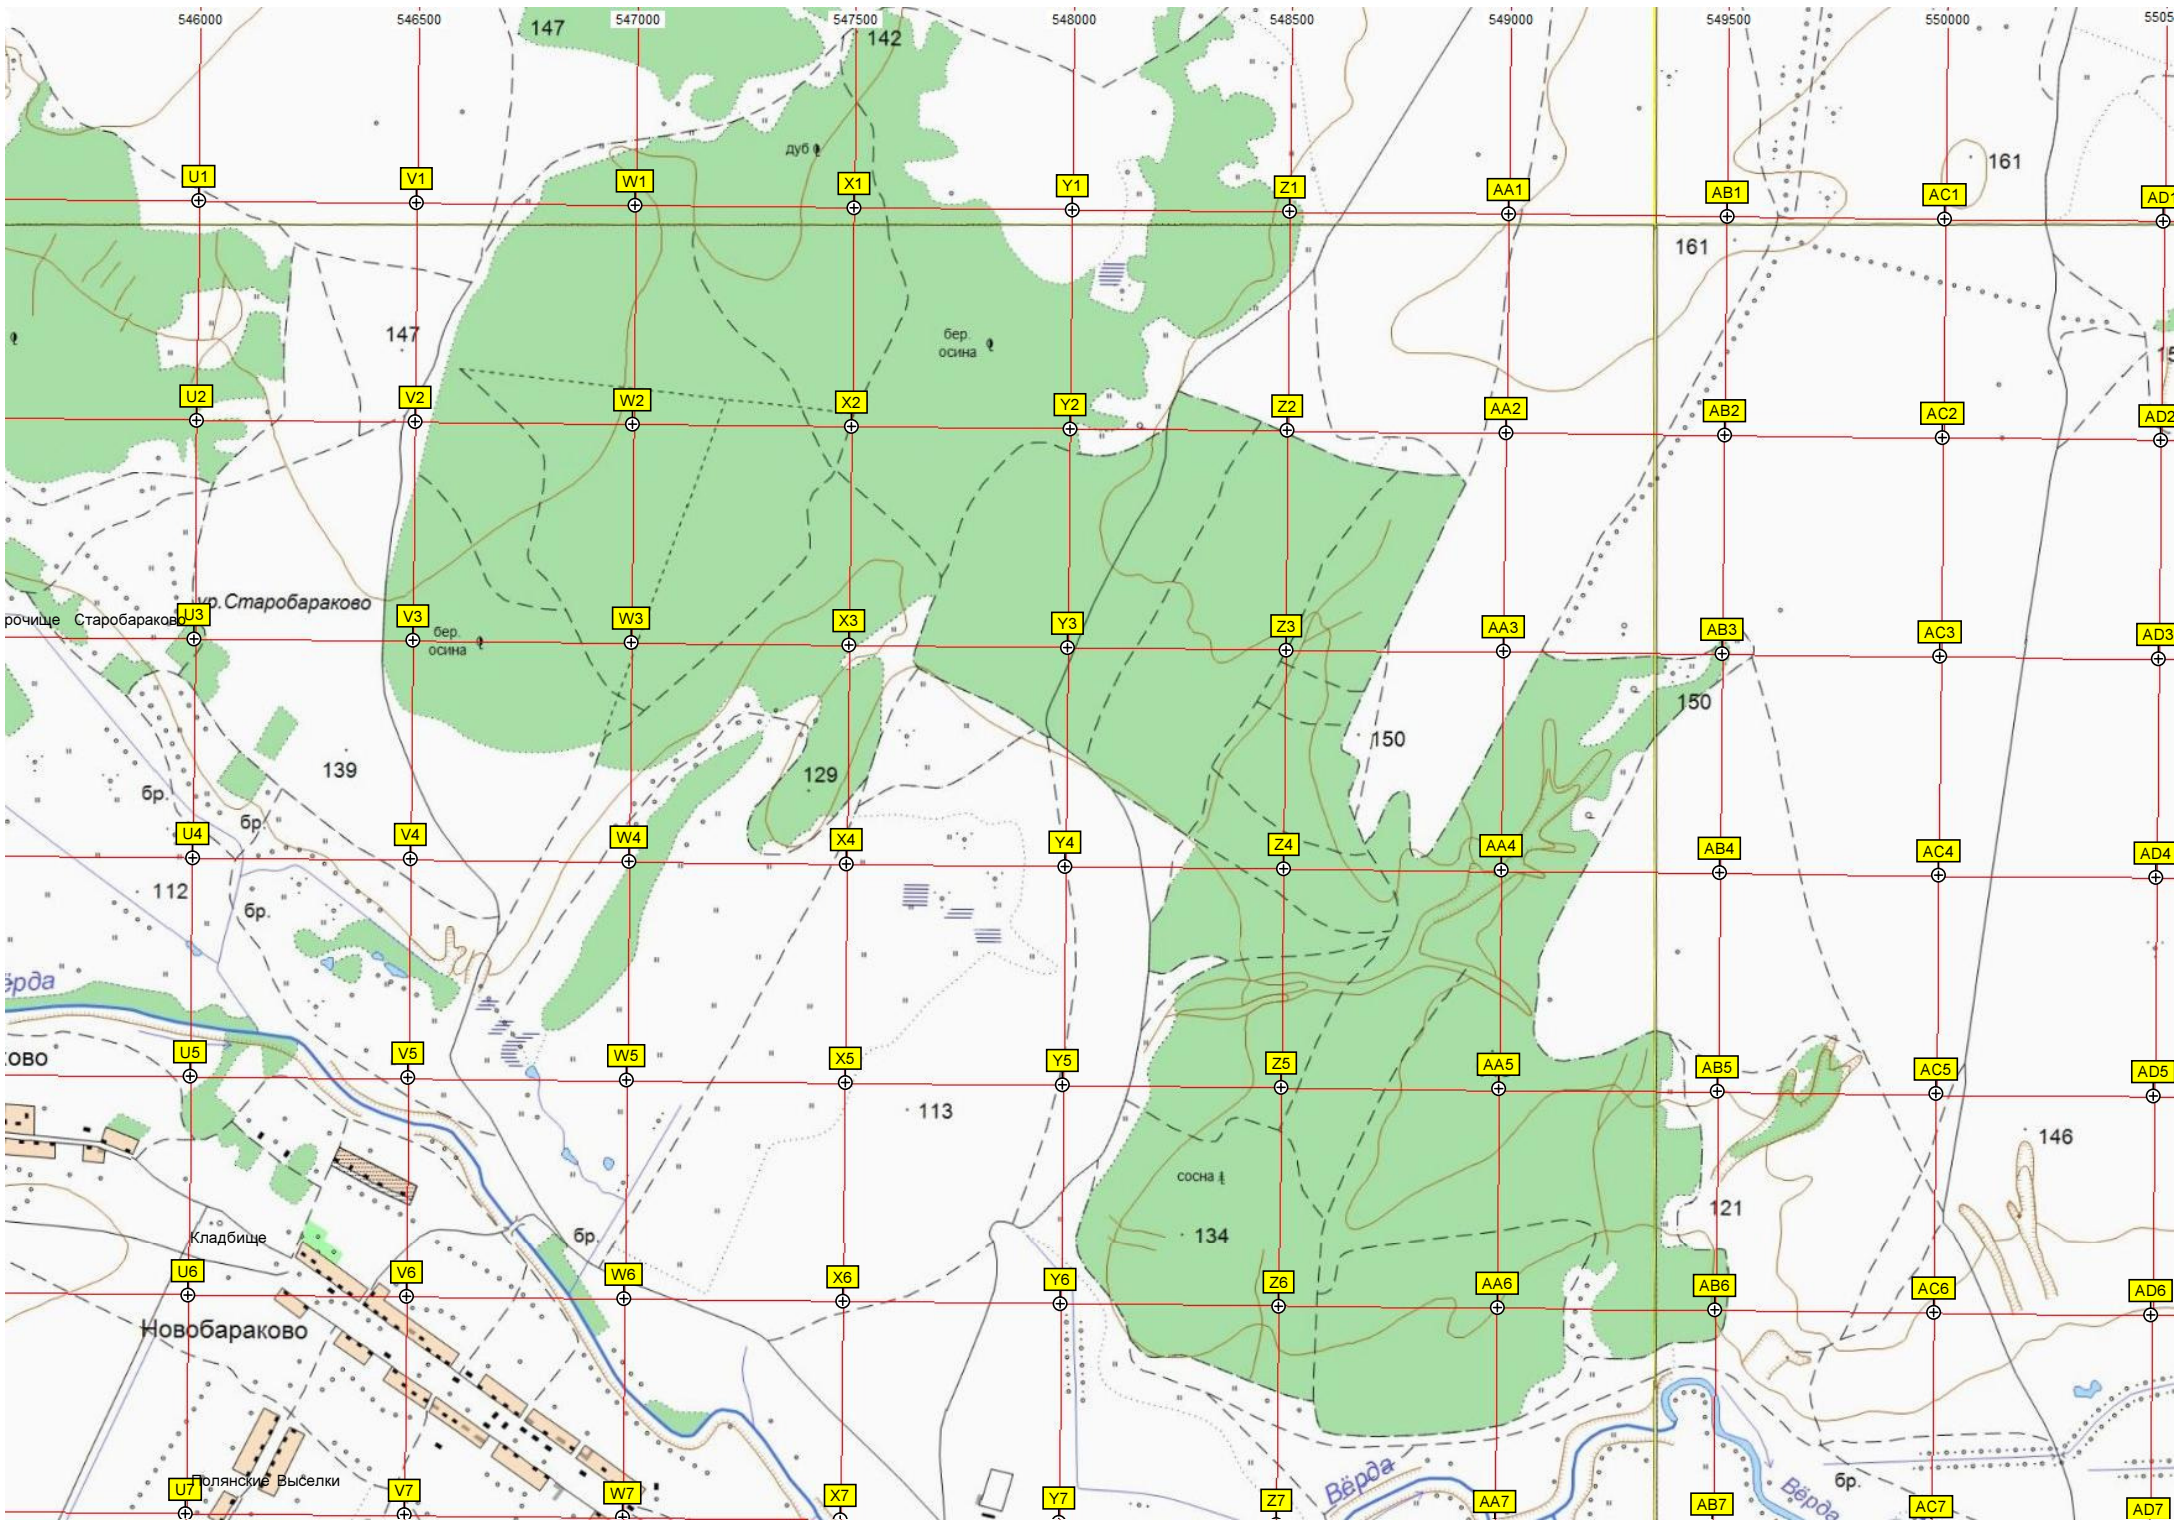 546000 546500 547000 547500 548000 548500 549000 549500 550000 5505
147 142
дуб
161
U1 V1 W1 X1 Y1 Z1 AA1 AB1 AC1 AD1
161
147
бер.
осина
15
U2 V2 W2 X2 Y2 Z2 AA2 AB2 AC2 AD2
ур.Старобараково
рочище Старобараково
U3 V3 W3 X3 Y3 Z3 AA3 AB3 AC3 AD3
бер.
осина
150
150
139
129
бр.
бр.
U4 V4 W4 X4 Y4 Z4 AA4 AB4 AC4 AD4
112
бр.
ёрда
ково
U5 V5 W5 X5 Y5 Z5 AA5 AB5 AC5 AD5
113
146
сосна
121
134
Кладбище
бр.
U6 V6 W6 X6 Y6 Z6 AA6 AB6 AC6 AD6
Новобараково
Полянские Выселки
Вёрда
бр.
Вёрда
U7 V7 W7 X7 Y7 Z7 AA7 AB7 AC7 AD7